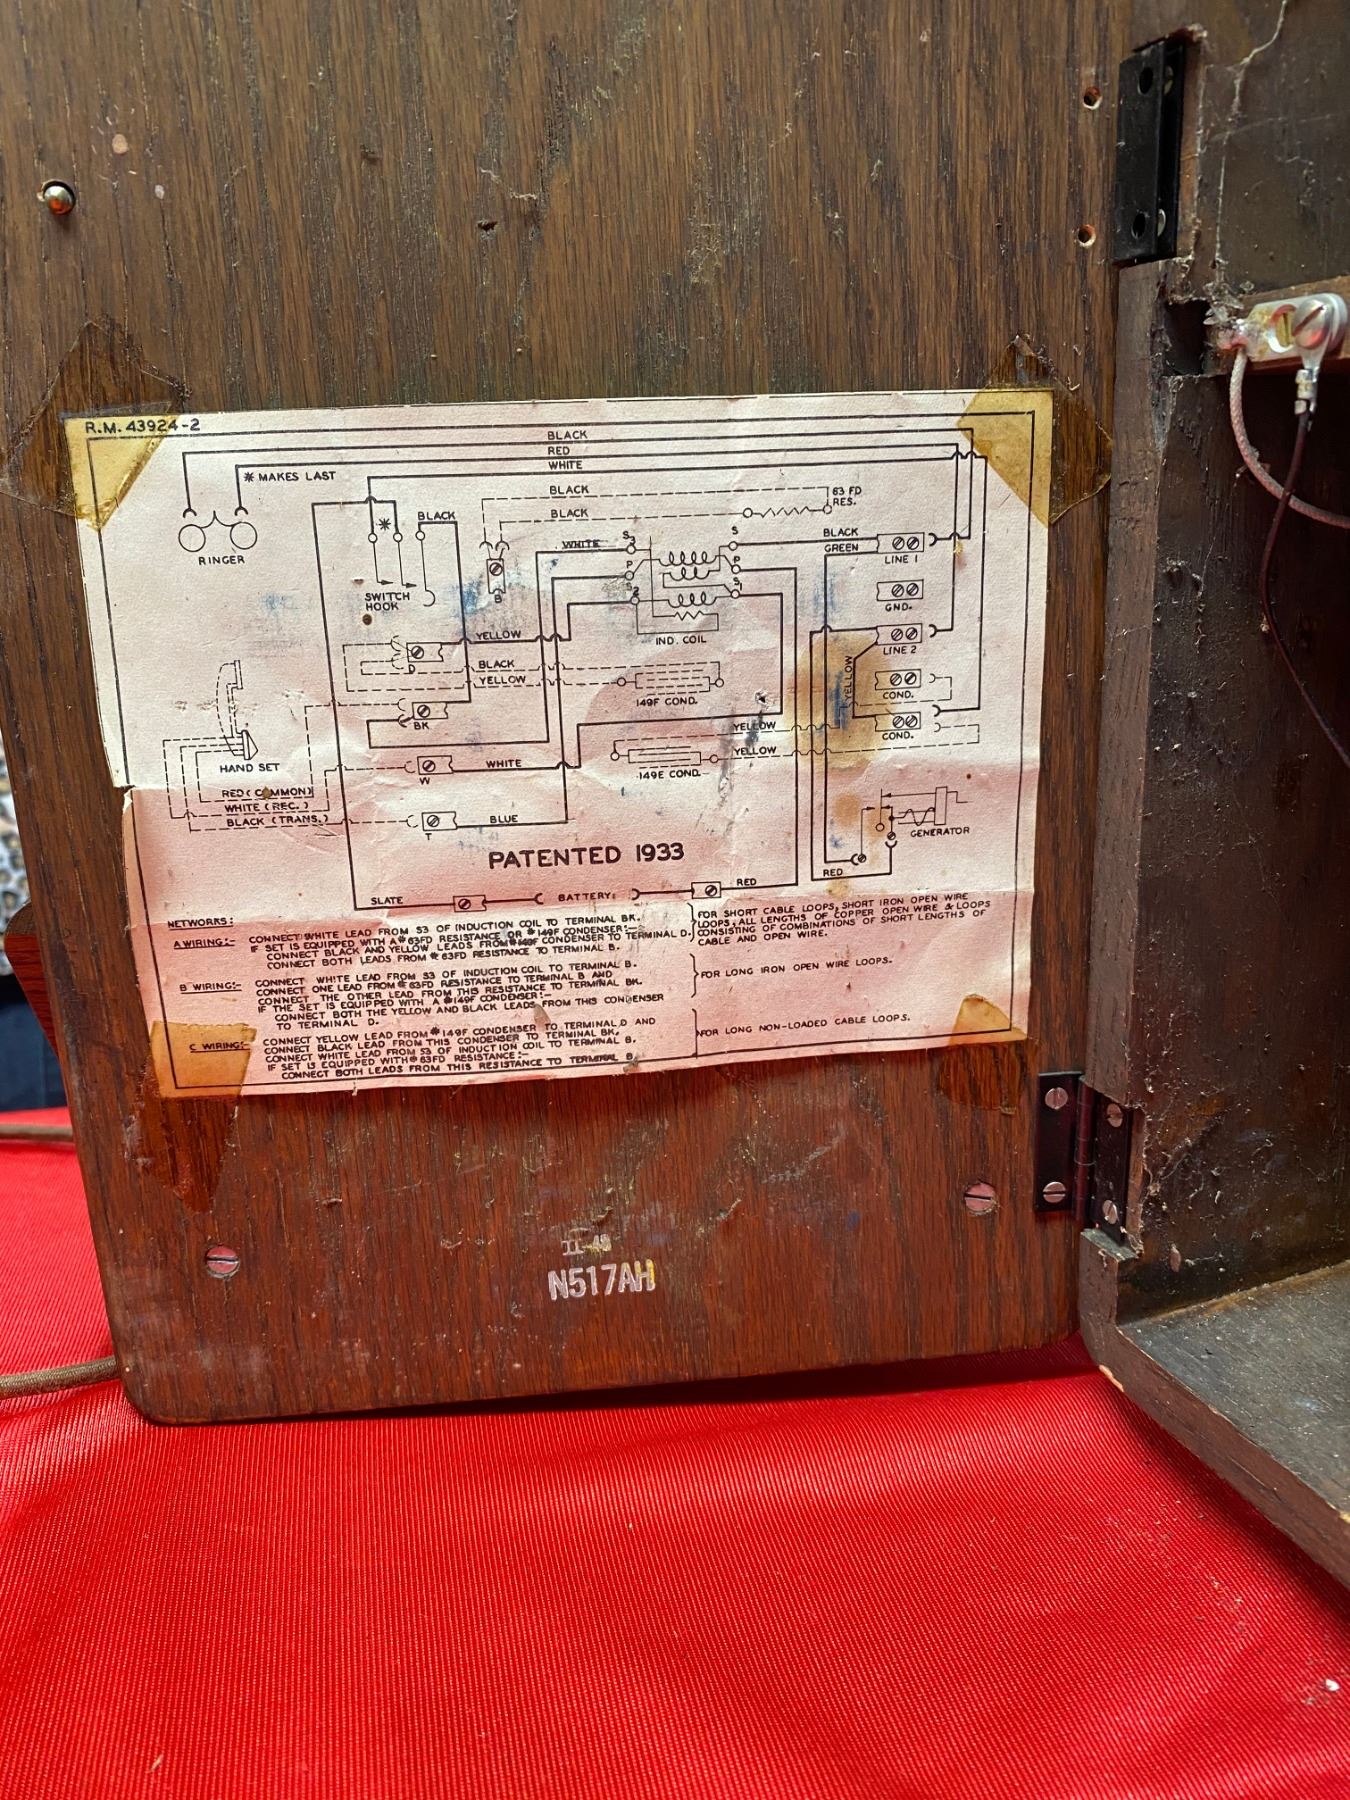 R.M. 43924-2
BLACK
RED
WHITE
* MAKES LAST
BLACK
63 FD
RES.
BLACK
BLACK
*
RINGER
SWITCH
HOOK
B
WHITE
S3
P
S2
S
P
S1
IND. COIL
BLACK
GREEN
LINE 1
GND.
LINE 2
COND.
COND.
YELLOW
YELLOW
D
BLACK
YELLOW
149F COND.
BK
YELLOW
YELLOW
149E COND.
HAND SET
W
WHITE
RED (COMMON)
WHITE (REC.)
BLACK (TRANS.)
T
BLUE
GENERATOR
RED
PATENTED 1933
SLATE
BATTERY
RED
NETWORKS:
A WIRING:- CONNECT WHITE LEAD FROM S3 OF INDUCTION COIL TO TERMINAL BK.
IF SET IS EQUIPPED WITH A #63FD RESISTANCE OR #149F CONDENSER:-
CONNECT BLACK AND YELLOW LEADS FROM #149F CONDENSER TO TERMINAL D.
CONNECT BOTH LEADS FROM #63FD RESISTANCE TO TERMINAL B.
FOR SHORT CABLE LOOPS, SHORT IRON OPEN WIRE
LOOPS, ALL LENGTHS OF COPPER OPEN WIRE & LOOPS
CONSISTING OF COMBINATIONS OF SHORT LENGTHS OF
CABLE AND OPEN WIRE.
B WIRING:- CONNECT WHITE LEAD FROM S3 OF INDUCTION COIL TO TERMINAL B.
CONNECT ONE LEAD FROM #63FD RESISTANCE TO TERMINAL B AND
CONNECT THE OTHER LEAD FROM THIS RESISTANCE TO TERMINAL BK.
IF THE SET IS EQUIPPED WITH A #149F CONDENSER:-
CONNECT BOTH THE YELLOW AND BLACK LEADS FROM THIS CONDENSER
TO TERMINAL D.
FOR LONG IRON OPEN WIRE LOOPS.
C WIRING:- CONNECT YELLOW LEAD FROM #149F CONDENSER TO TERMINAL D AND
CONNECT BLACK LEAD FROM THIS CONDENSER TO TERMINAL BK.
CONNECT WHITE LEAD FROM S3 OF INDUCTION COIL TO TERMINAL B.
IF SET IS EQUIPPED WITH #63FD RESISTANCE:-
CONNECT BOTH LEADS FROM THIS RESISTANCE TO TERMINAL B.
FOR LONG NON-LOADED CABLE LOOPS.
N517AH